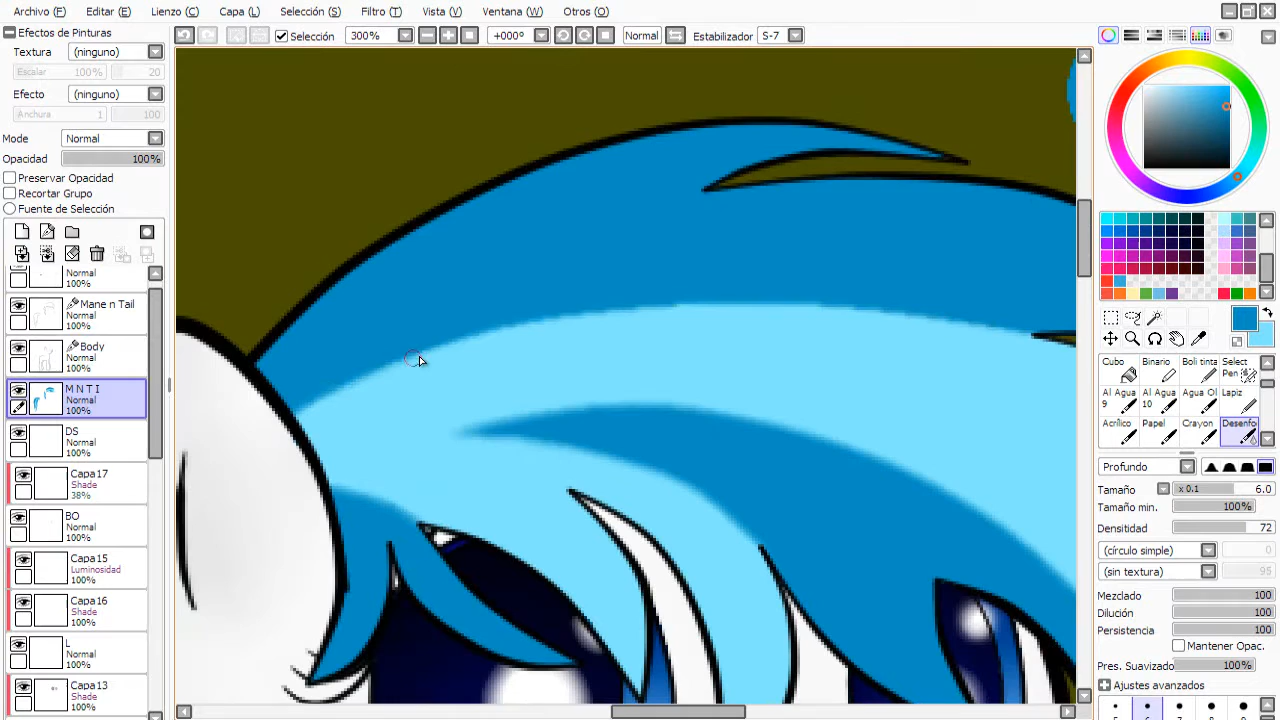 Archivo (F) Editar (E) Lienzo (C) Capa (L) Selección (S) Filtro (T) Vista (V) Ventana (W) Otros (O)
Selección 300% +000° Normal Estabilizador S-7
Efectos de Pinturas
Textura (ninguno)
Escalar 100% 20
Efecto (ninguno)
Anchura 1 100
Mode Normal
Opacidad 100%
Preservar Opacidad
Recortar Grupo
Fuente de Selección
Normal
100%
Mane n Tail
Normal
100%
Body
Normal
100%
M N T I
Normal
100%
DS
Normal
100%
Capa17
Shade
38%
BO
Normal
100%
Capa15
Luminosidad
100%
Capa16
Shade
100%
L
Normal
100%
Capa13
Shade
100%
Cubo Binario Boli tinta Select Pen
Al Agua 9 Al Agua 10 Agua Ol Lapiz
Acrílico Papel Crayon Desenfo
Profundo
Tamaño x 0.1 6.0
Tamaño min. 100%
Densitidad 72
(círculo simple) 0
(sin textura) 95
Mezclado 100
Dilución 100
Persistencia 100
Mantener Opac.
Pres. Suavizado 100%
Ajustes avanzados